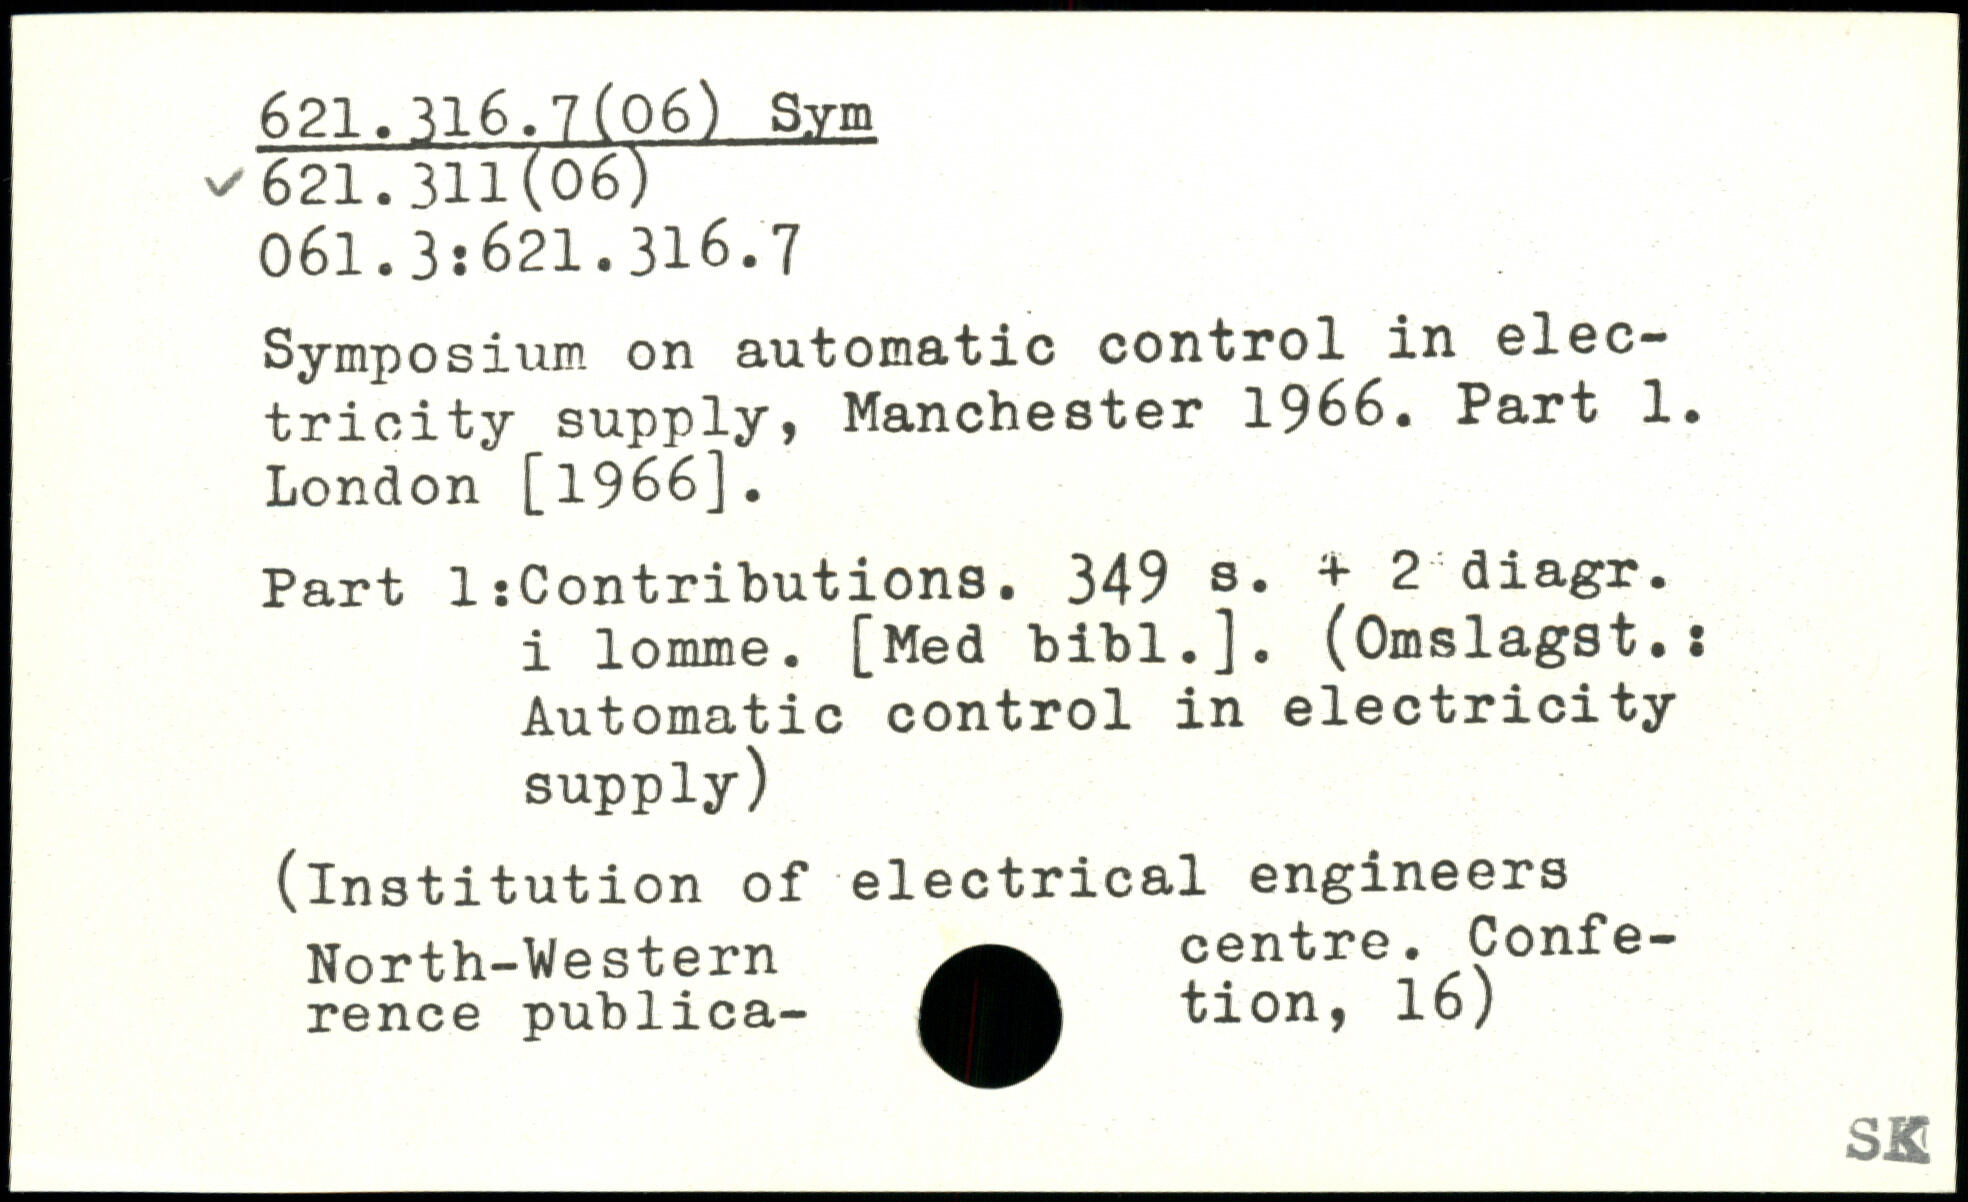 621.316.7(06) Sym
✓ 621.311(06)
061.3:621.316.7
Symposium on automatic control in elec-
tricity supply, Manchester 1966. Part 1.
London [1966].
Part 1:Contributions. 349 s. + 2 diagr.
i lomme. [Med bibl.]. (Omslagst.:
Automatic control in electricity
supply)
(Institution of electrical engineers
North-Western centre. Confe-
rence publica- tion, 16)
SK